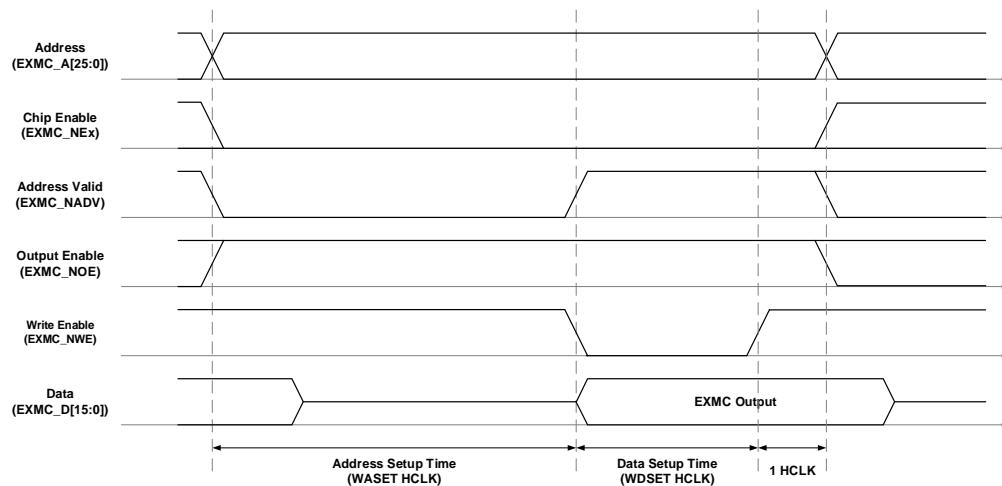 Address
(EXMC_A[25:0])
Chip Enable
(EXMC_NEx)
Address Valid
(EXMC_NADV)
Output Enable
(EXMC_NOE)
Write Enable
(EXMC_NWE)
Data
(EXMC_D[15:0])
EXMC Output
Address Setup Time
(WASET HCLK)
Data Setup Time
(WDSET HCLK)
1 HCLK